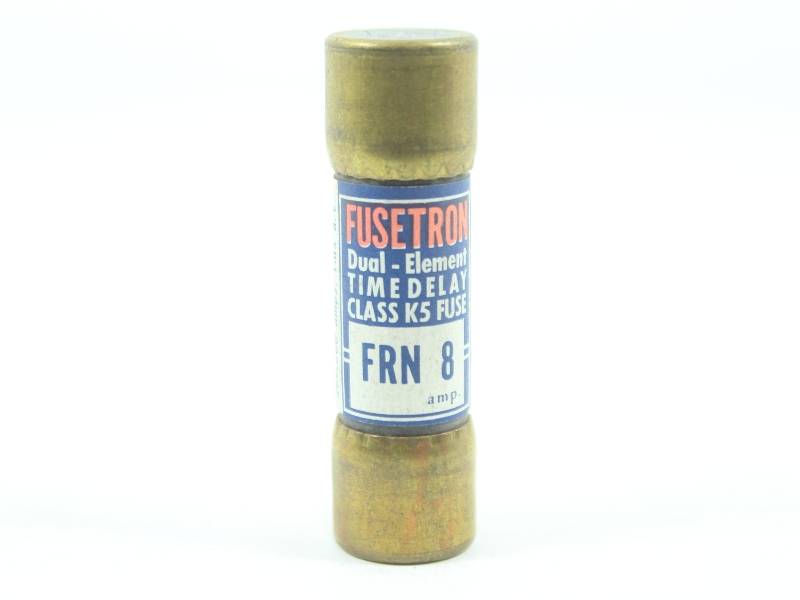 FUSETRON
Dual - Element
TIME DELAY
CLASS K5 FUSE
FRN 8
amp.